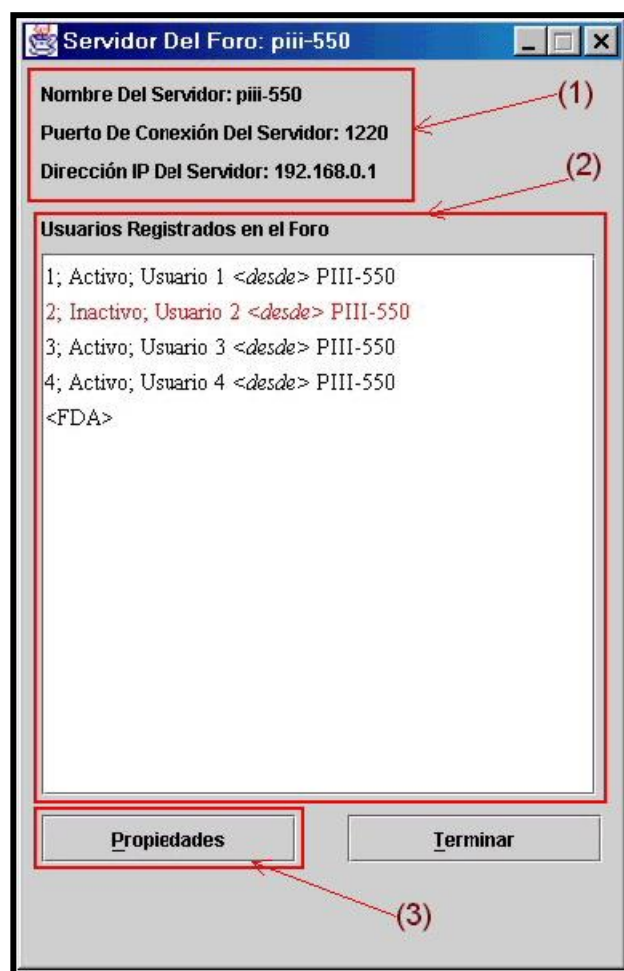 Servidor Del Foro: piii-550
Nombre Del Servidor: piii-550
(1)
Puerto De Conexión Del Servidor: 1220
Dirección IP Del Servidor: 192.168.0.1
(2)
Usuarios Registrados en el Foro
1; Activo; Usuario 1 <desde> PIII-550
2; Inactivo; Usuario 2 <desde> PIII-550
3; Activo; Usuario 3 <desde> PIII-550
4; Activo; Usuario 4 <desde> PIII-550
<FDA>
Propiedades
Terminar
(3)